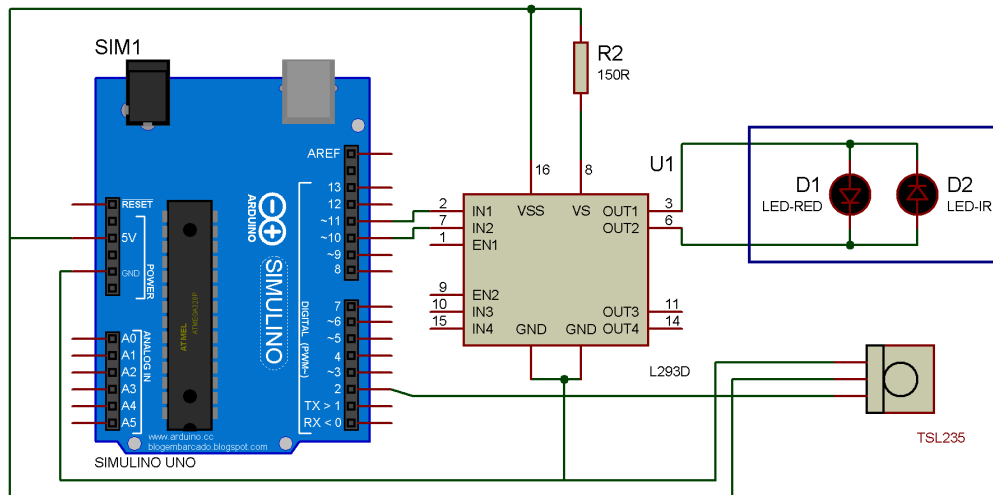 SIM1
R2
150R
AREF
13
12
~11
~10
~9
8
7
~6
~5
4
~3
2
TX > 1
RX < 0
RESET
5V
GND
POWER
A0
A1
A2
A3
A4
A5
ANALOG IN
ATMEL
ATMEGA328P
ARDUINO
SIMULINO
DIGITAL (PWM~)
www.arduino.cc
blogembarcado.blogspot.com
SIMULINO UNO
U1
16
8
VSS
VS
2
IN1
7
IN2
1
EN1
9
EN2
10
IN3
15
IN4
GND
GND
OUT1
3
OUT2
6
OUT3
11
OUT4
14
L293D
D1
LED-RED
D2
LED-IR
TSL235